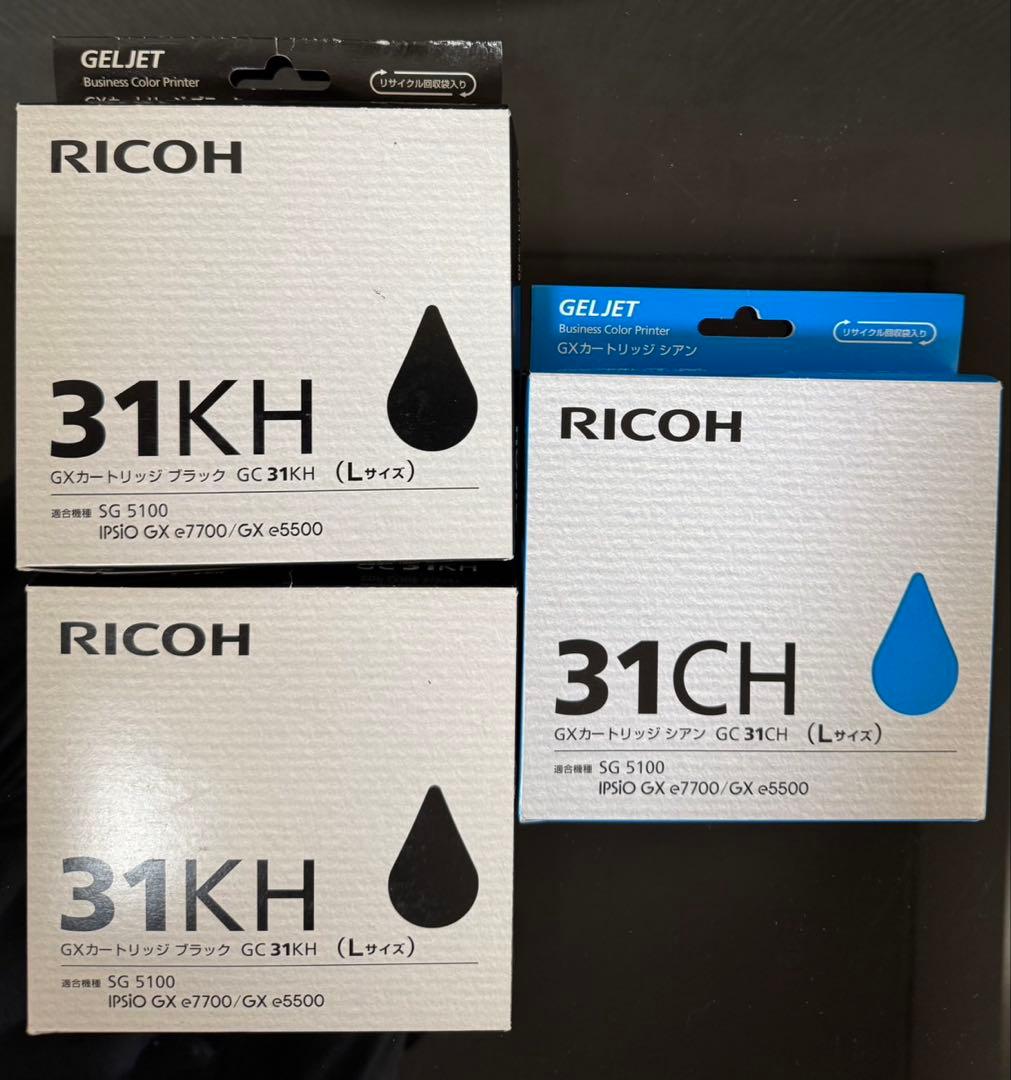 GELJET
Business Color Printer
リサイクル回収袋入り
RICOH
31KH
GXカートリッジ ブラック GC 31KH (Lサイズ)
適合機種 SG 5100
IPSiO GX e7700/GX e5500
GELJET
Business Color Printer
GXカートリッジ シアン
リサイクル回収袋入り
RICOH
31CH
GXカートリッジ シアン GC 31CH (Lサイズ)
適合機種 SG 5100
IPSiO GX e7700/GX e5500
GC 31KH
RICOH
31KH
GXカートリッジ ブラック GC 31KH (Lサイズ)
適合機種 SG 5100
IPSiO GX e7700/GX e5500